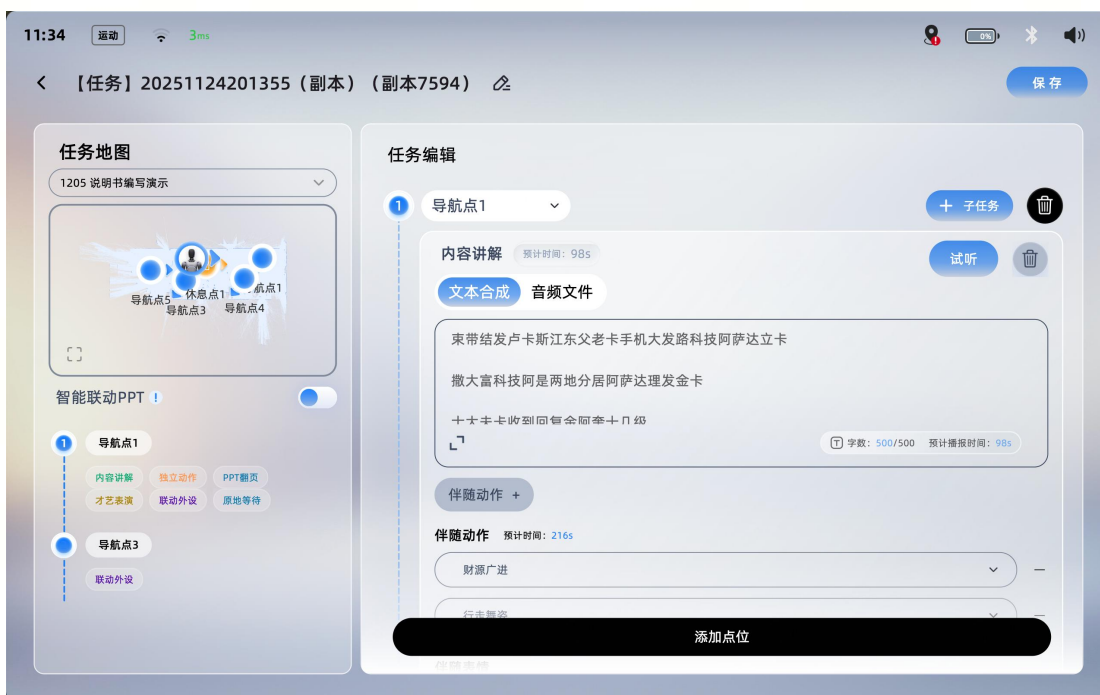 11:34 运动 3ms 0%
【任务】20251124201355（副本）（副本7594）
保存
任务地图
1205 说明书编写演示
导航点5
休息点1
航点1
导航点3
导航点4
智能联动PPT !
1 导航点1
内容讲解 独立动作 PPT翻页
才艺表演 联动外设 原地等待
导航点3
联动外设
任务编辑
1 导航点1
+ 子任务
内容讲解 预计时间: 98s
试听
文本合成 音频文件
束带结发卢卡斯江东父老卡手机大发路科技阿萨达立卡
撒大富科技阿是两地分居阿萨达理发金卡
字数: 500/500 预计播报时间: 98s
伴随动作 +
伴随动作 预计时间: 216s
财源广进
行走舞姿
添加点位